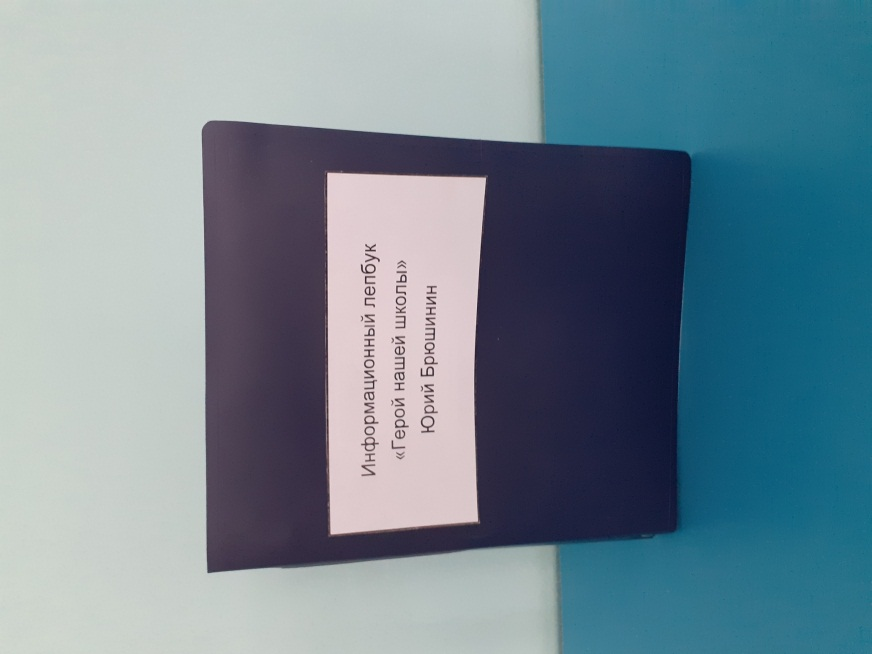 Информационный лепбук
«Герой нашей школы»
Юрий Брюшинин